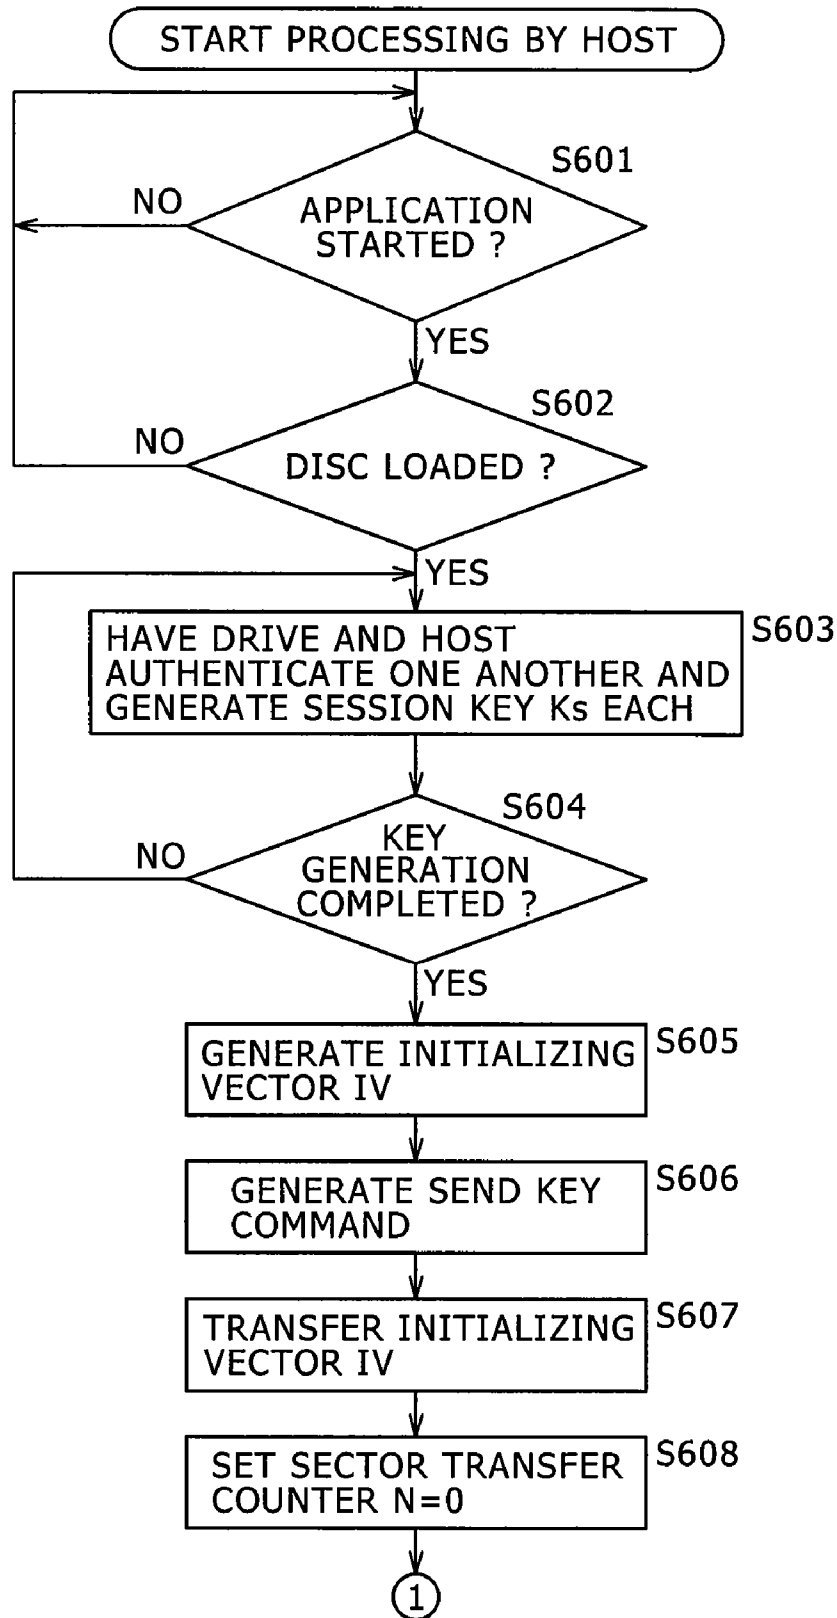 START PROCESSING BY HOST
S601
NO
APPLICATION
STARTED ?
YES
S602
NO
DISC LOADED ?
YES
S603
HAVE DRIVE AND HOST
AUTHENTICATE ONE ANOTHER AND
GENERATE SESSION KEY Ks EACH
S604
NO
KEY
GENERATION
COMPLETED ?
YES
S605
GENERATE INITIALIZING
VECTOR IV
S606
GENERATE SEND KEY
COMMAND
S607
TRANSFER INITIALIZING
VECTOR IV
S608
SET SECTOR TRANSFER
COUNTER N=0
1